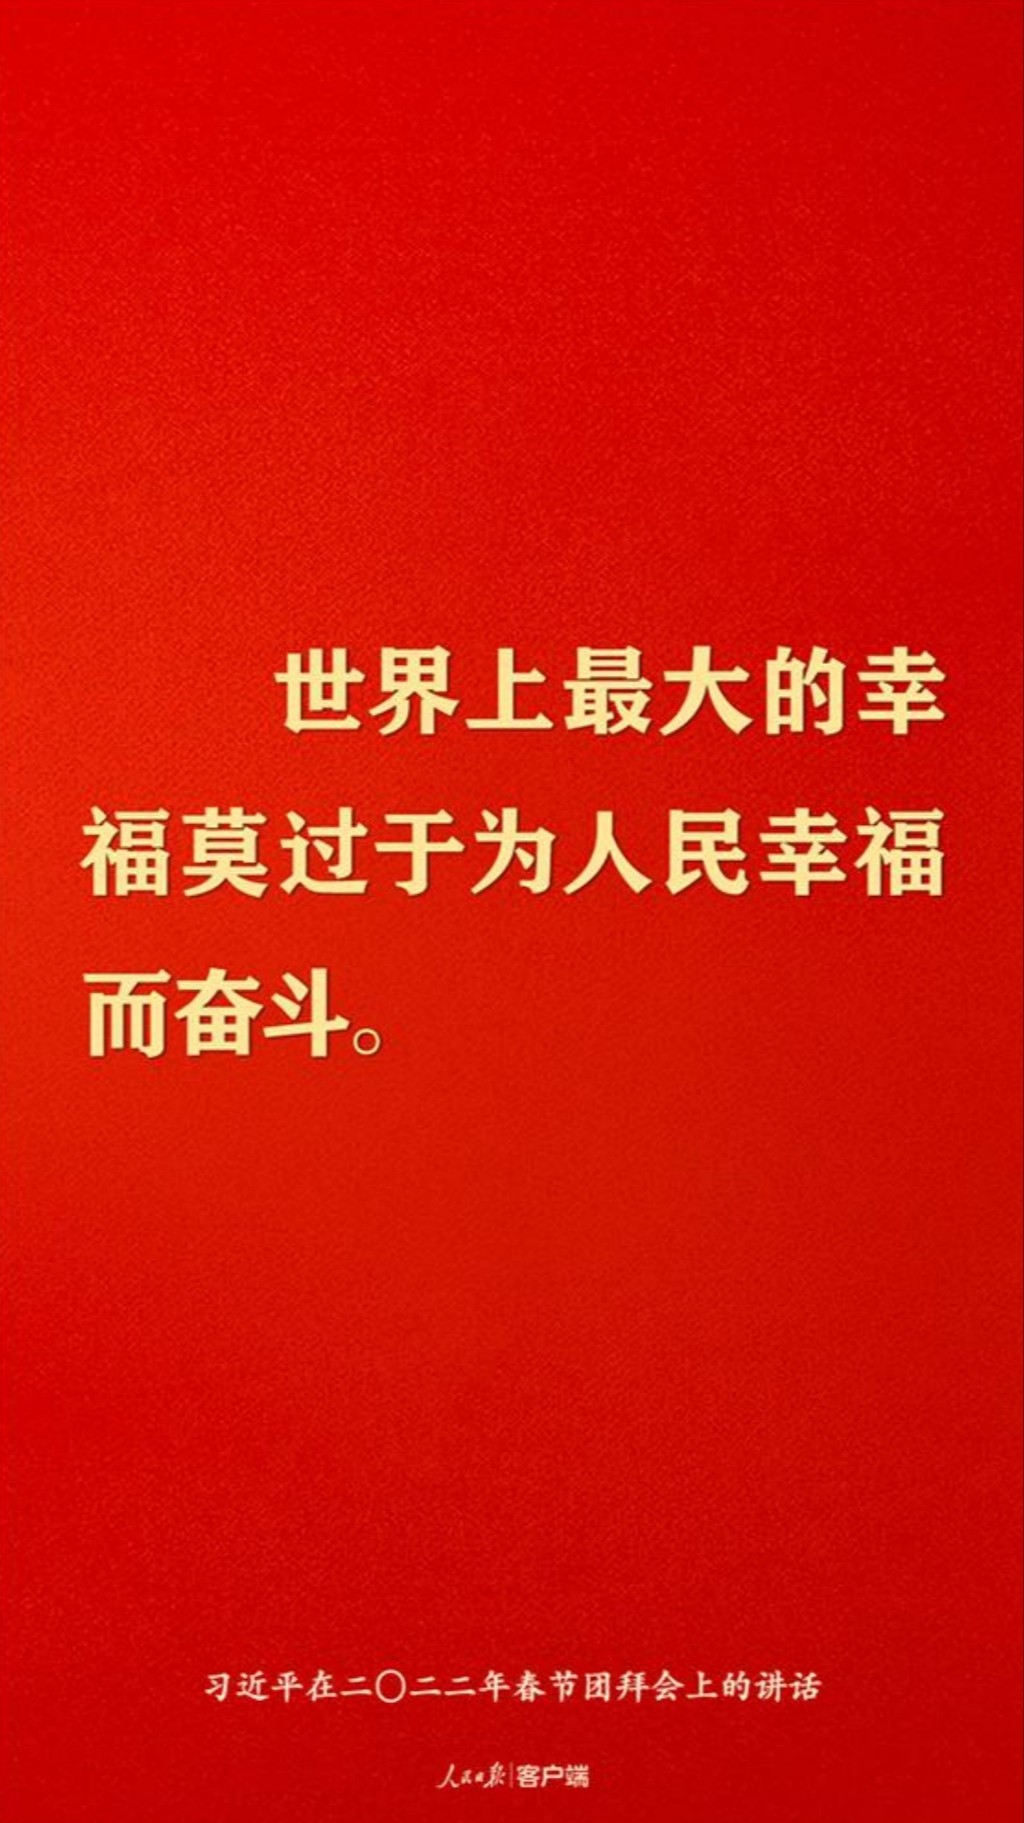 世界上最大的幸
福莫过于为人民幸福
而奋斗。
习近平在二〇二二年春节团拜会上的讲话
人民日报|客户端